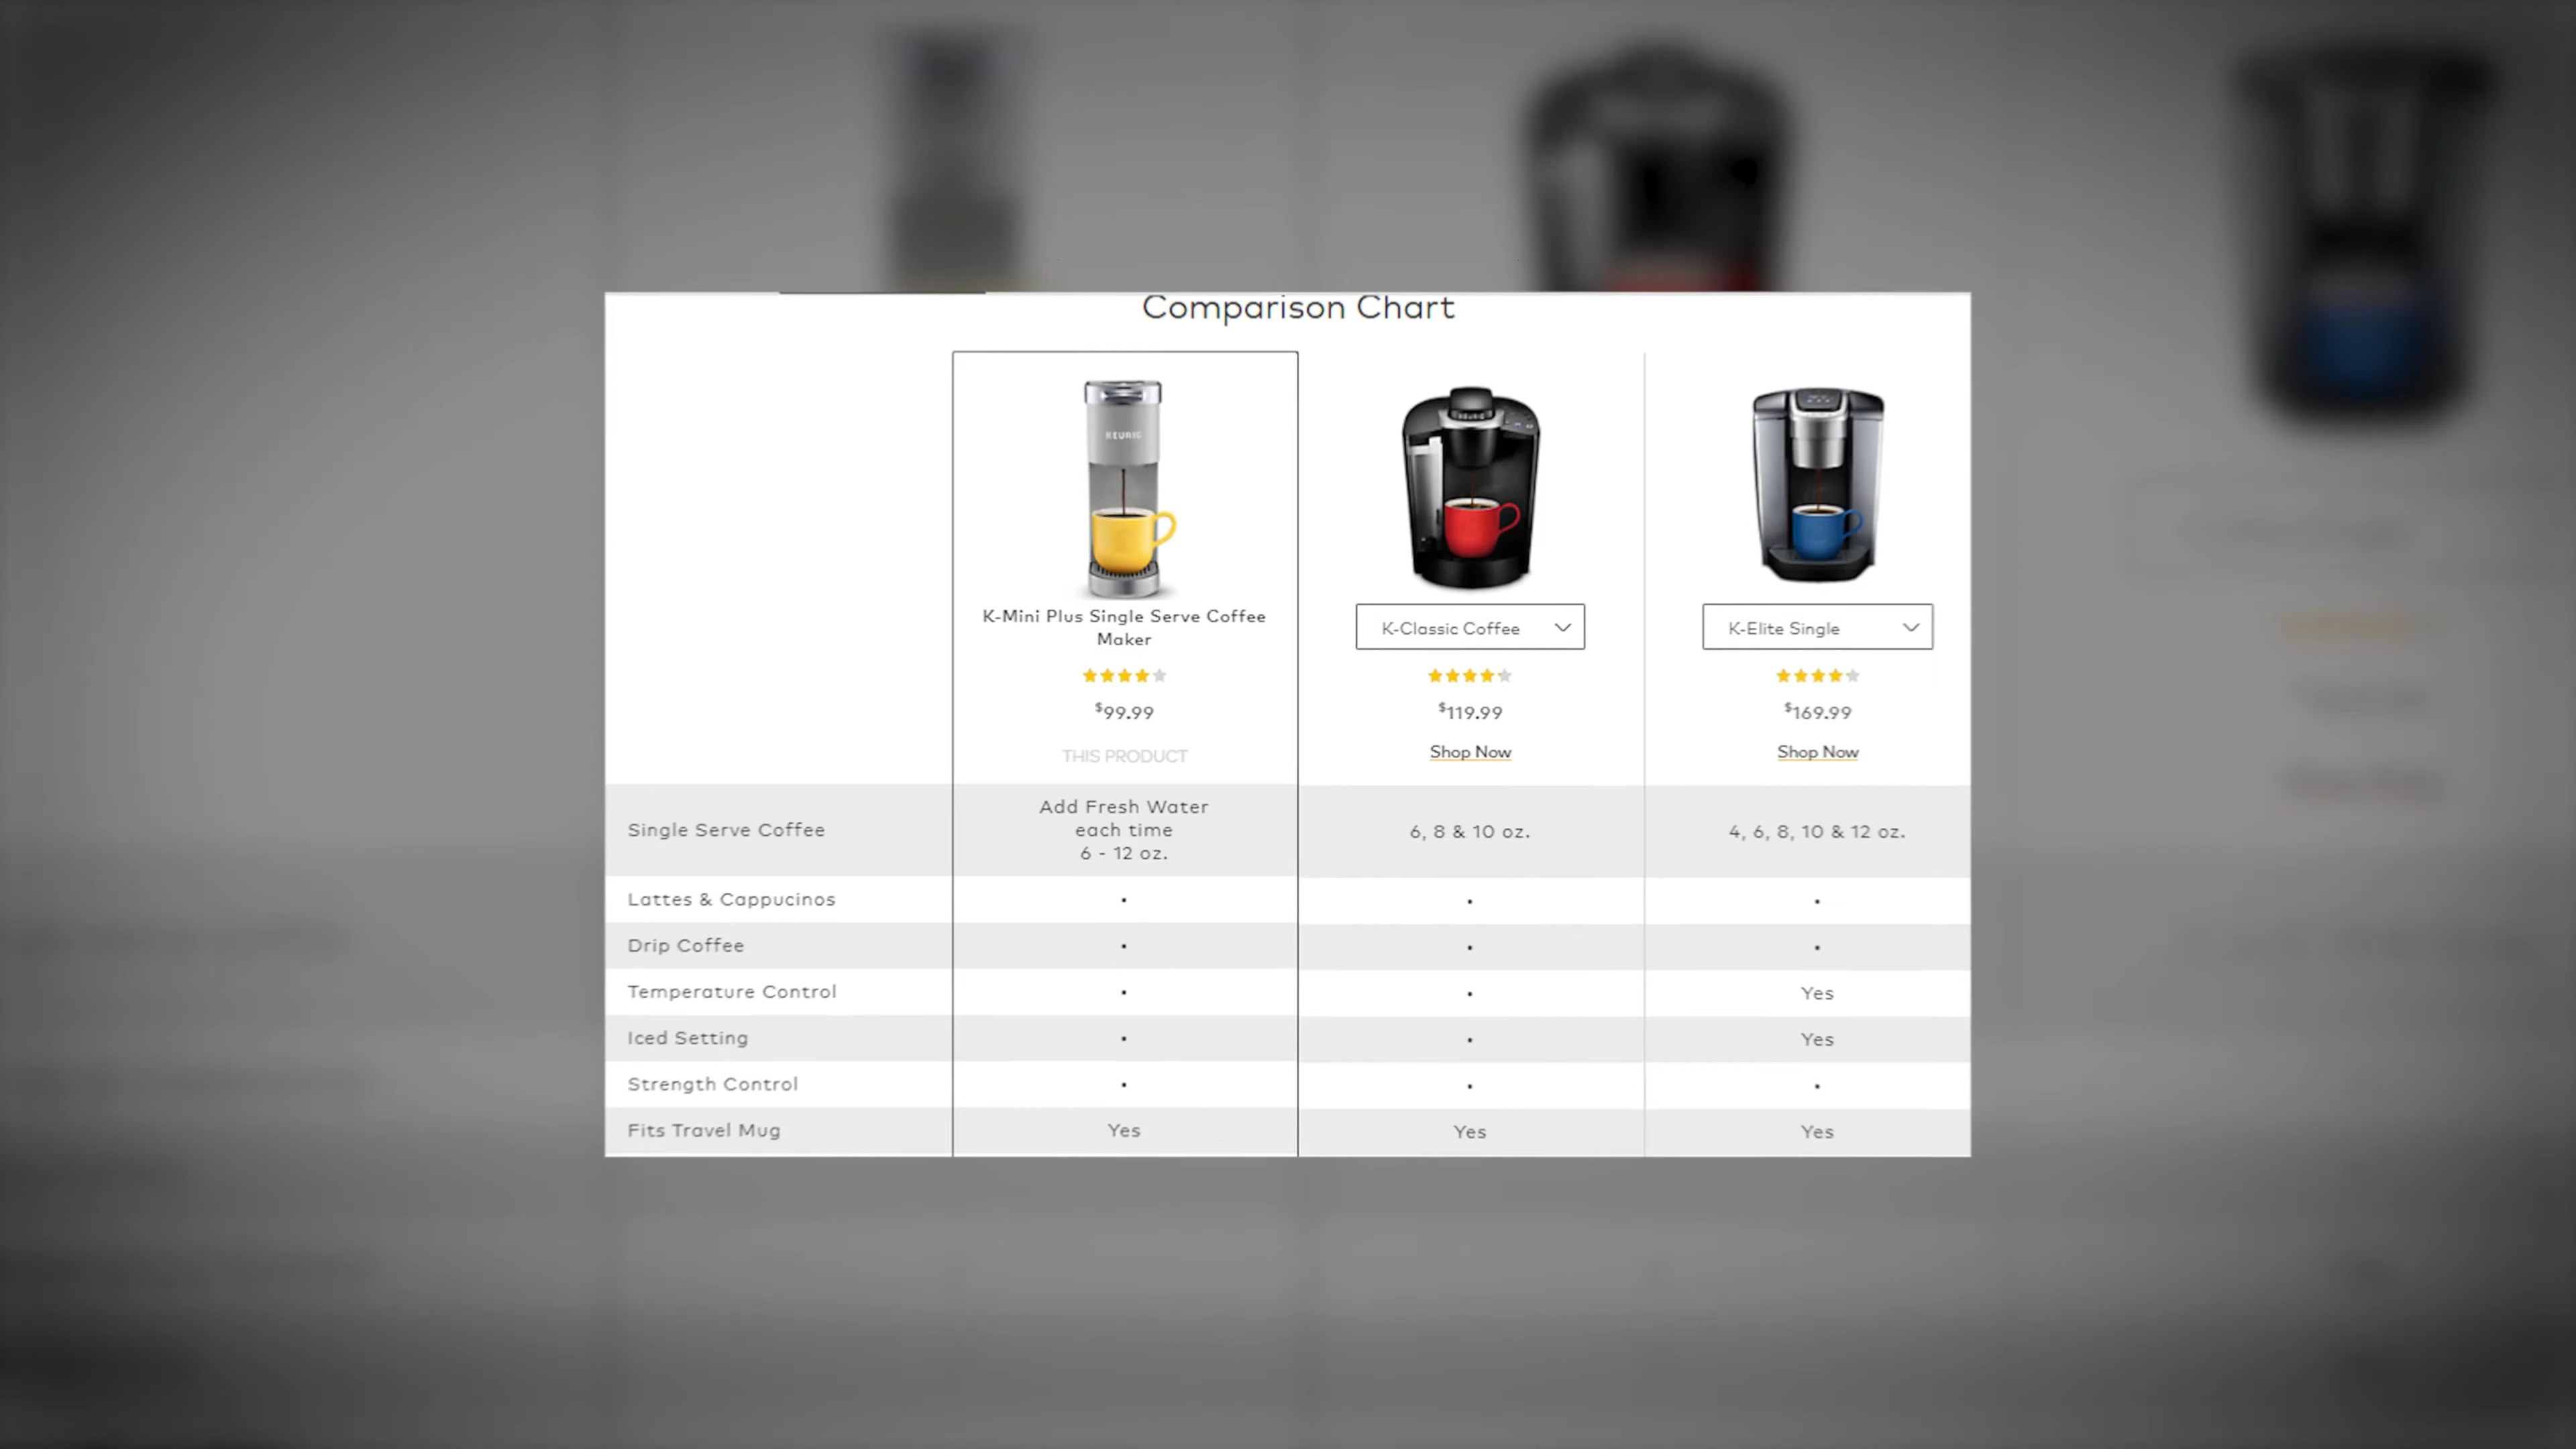 Comparison Chart
KEURIG
K-Mini Plus Single Serve Coffee
Maker
$99.99
THIS PRODUCT
K-Classic Coffee
$119.99
Shop Now
K-Elite Single
$169.99
Shop Now
Single Serve Coffee
Add Fresh Water
each time
6 - 12 oz.
6, 8 & 10 oz.
4, 6, 8, 10 & 12 oz.
Lattes & Cappucinos
Drip Coffee
Temperature Control
Yes
Iced Setting
Yes
Strength Control
Fits Travel Mug
Yes
Yes
Yes